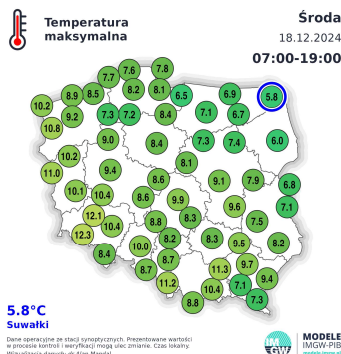 Temperatura
maksymalna
Środa
18.12.2024
07:00-19:00
7.7 7.6 7.8
10.2 8.9 8.5 8.2 8.1 6.5 6.9 5.8
10.8 9.2 7.3 7.2 8.4 7.1 6.7
10.2 9.0 8.4 7.3 7.4 6.0
11.0 9.4 8.1
10.1 10.4 8.6 9.1 7.9 6.8
8.6 9.9 9.6 7.1
12.1 10.4 8.8 8.3 7.5
12.3 8.2 8.3 8.2
8.4 10.0 8.7
8.7 11.3 9.7
11.2 10.4 7.1 9.4
8.8 7.3
5.8°C
Suwałki
Dane operacyjne ze stacji synoptycznych. Prezentowane wartości
w procesie kontroli i weryfikacji mogą ulec zmianie. Czas lokalny.
IM
GW
MODELE
IMGW-PIB